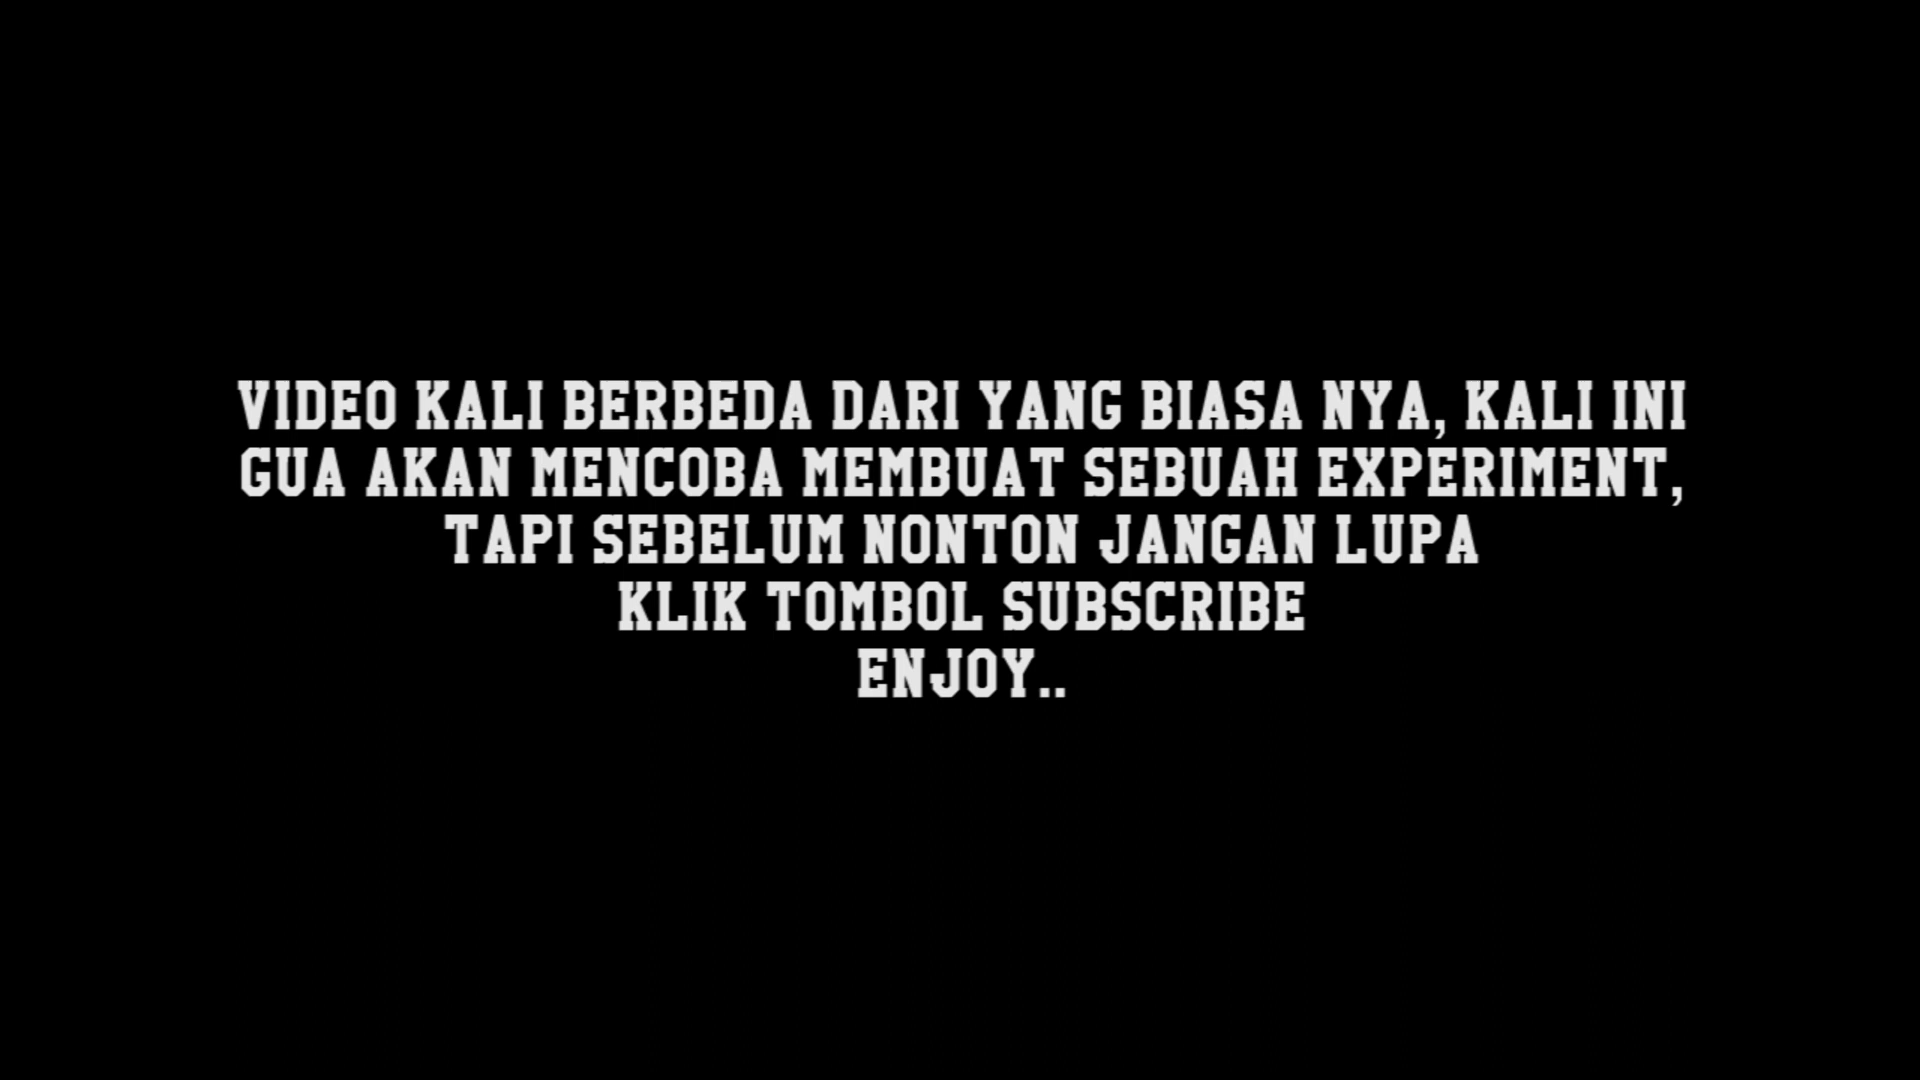 VIDEO KALI BERBEDA DARI YANG BIASA NYA, KALI INI
GUA AKAN MENCOBA MEMBUAT SEBUAH EXPERIMENT,
TAPI SEBELUM NONTON JANGAN LUPA
KLIK TOMBOL SUBSCRIBE
ENJOY..